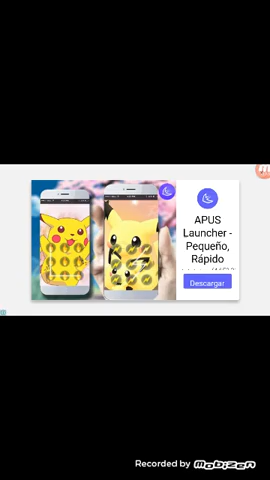 APUS
Launcher -
Pequeño,
Rápido
Descargar
Recorded by MOBIZEN